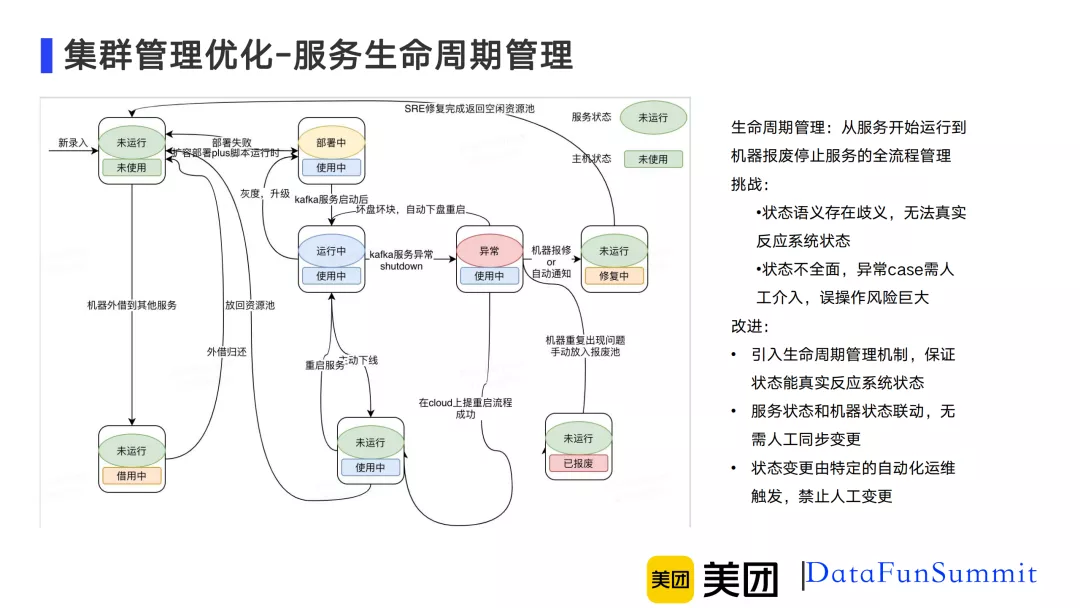 集群管理优化-服务生命周期管理
SRE修复完成返回空闲资源池
服务状态
未运行
主机状态
未使用
新录入
未运行
未使用
部署失败
扩容部署plus脚本运行时
部署中
使用中
灰度,升级
kafka服务启动后
坏盘坏块,自动下盘重启
运行中
使用中
kafka服务异常
shutdown
异常
使用中
机器报修
or
自动通知
未运行
修复中
机器外借到其他服务
放回资源池
外借归还
重启服务
主动下线
机器重复出现问题
手动放入报废池
在cloud上提重启流程
成功
未运行
借用中
未运行
使用中
未运行
已报废
生命周期管理:从服务开始运行到
机器报废停止服务的全流程管理
挑战:
•状态语义存在歧义,无法真实
反应系统状态
•状态不全面,异常case需人
工介入,误操作风险巨大
改进:
• 引入生命周期管理机制,保证
状态能真实反应系统状态
• 服务状态和机器状态联动,无
需人工同步变更
• 状态变更由特定的自动化运维
触发,禁止人工变更
美团 美团 DataFunSummit